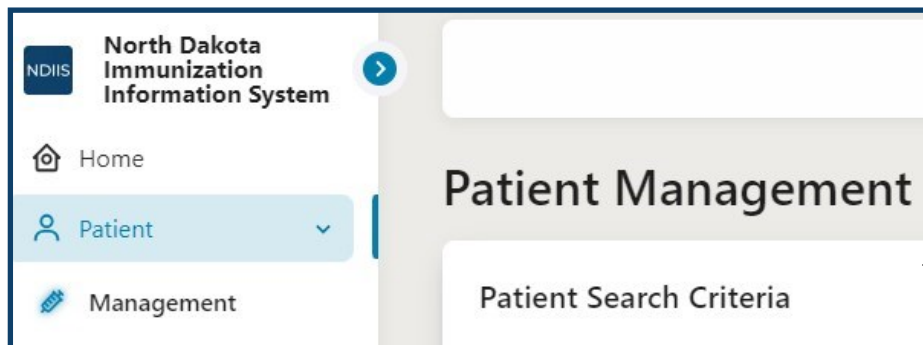 NDIIS
North Dakota
Immunization
Information System
Home
Patient
Management
Patient Management
Patient Search Criteria